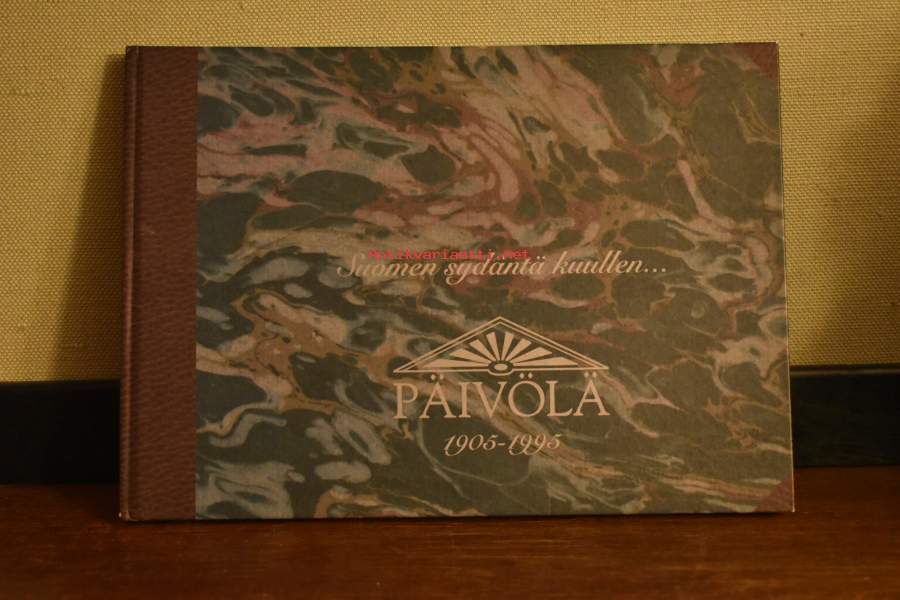 Antikvariaatti.net
Suomen sydäntä kuullen...
PÄIVÖLÄ
1905-1995